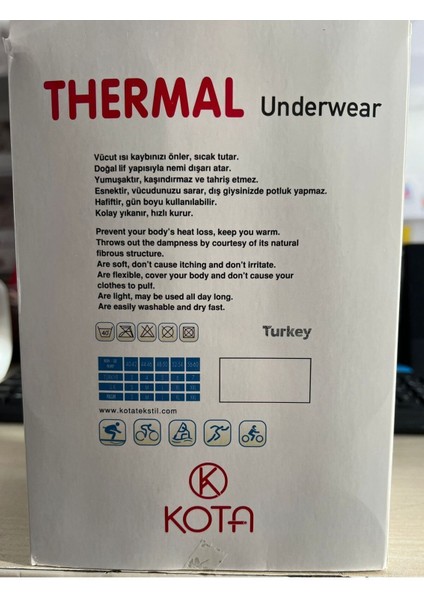 THERMAL Underwear
Vücut ısı kaybınızı önler, sıcak tutar.
Doğal lif yapısıyla nemi dışarı atar.
Yumuşaktır, kaşındırmaz ve tahriş etmez.
Esnektir, vücudunuzu sarar, dış giysinizde potluk yapmaz.
Hafiftir, gün boyu kullanılabilir.
Kolay yıkanır, hızlı kurur.
Prevent your body's heat loss, keep you warm.
Throws out the dampness by courtesy of its natural
fibrous structure.
Are soft, don't cause itching and don't irritate.
Are flexible, cover your body and don't cause your
clothes to pulf.
Are light, may be used all day long.
Are easily washable and dry fast.
40
Turkey
www.kotatekstil.com
K
KOTA